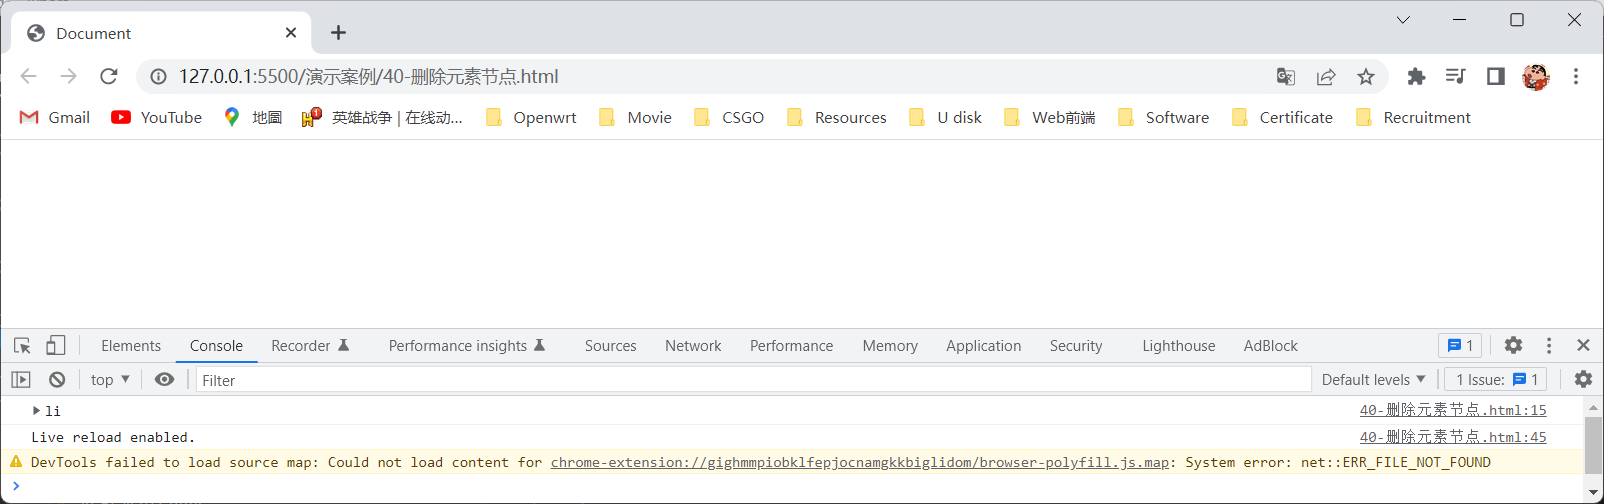 Document
127.0.0.1:5500/演示案例/40-删除元素节点.html
Gmail YouTube 地圖 英雄战争 | 在线动... Openwrt Movie CSGO Resources U disk Web前端 Software Certificate Recruitment
Elements Console Recorder Performance insights Sources Network Performance Memory Application Security Lighthouse AdBlock 1
top Filter Default levels 1 Issue: 1
li 40-删除元素节点.html:15
Live reload enabled. 40-删除元素节点.html:45
DevTools failed to load source map: Could not load content for chrome-extension://gighmmpiobklfepjocnamgkkbiglidom/browser-polyfill.js.map: System error: net::ERR_FILE_NOT_FOUND